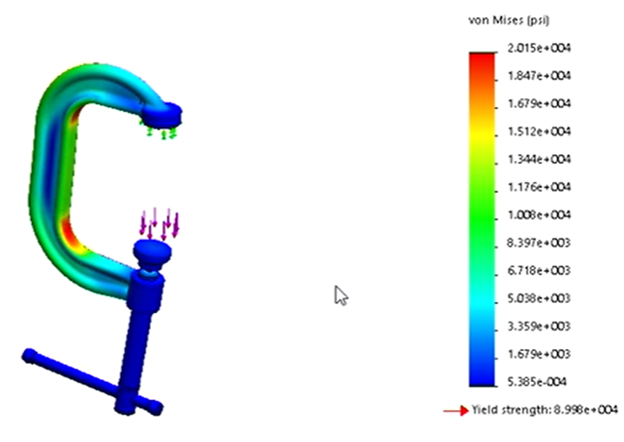 von Mises (psi)
2.015e+004
1.847e+004
1.679e+004
1.512e+004
1.344e+004
1.176e+004
1.008e+004
8.397e+003
6.718e+003
5.038e+003
3.359e+003
1.679e+003
5.385e-004
Yield strength: 8.998e+004